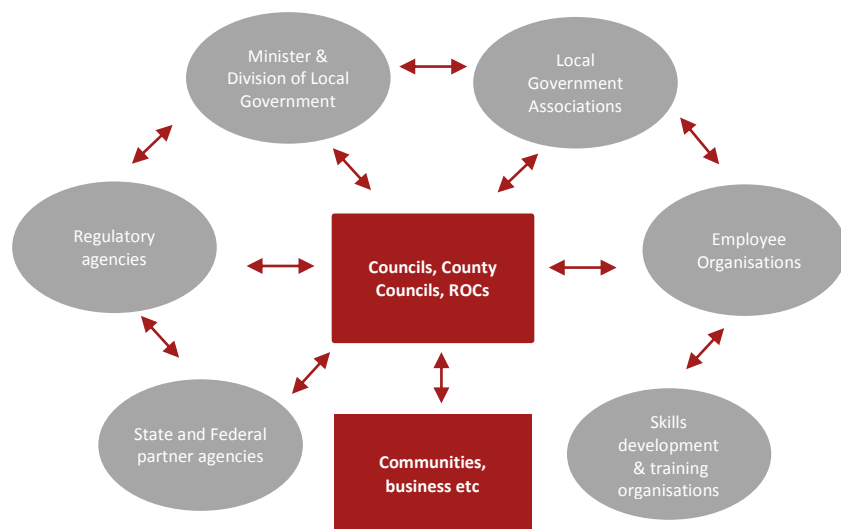 Minister &
Division of Local
Government
Local
Government
Associations
Regulatory
agencies
Councils, County
Councils, ROCs
Employee
Organisations
State and Federal
partner agencies
Communities,
business etc
Skills
development
& training
organisations